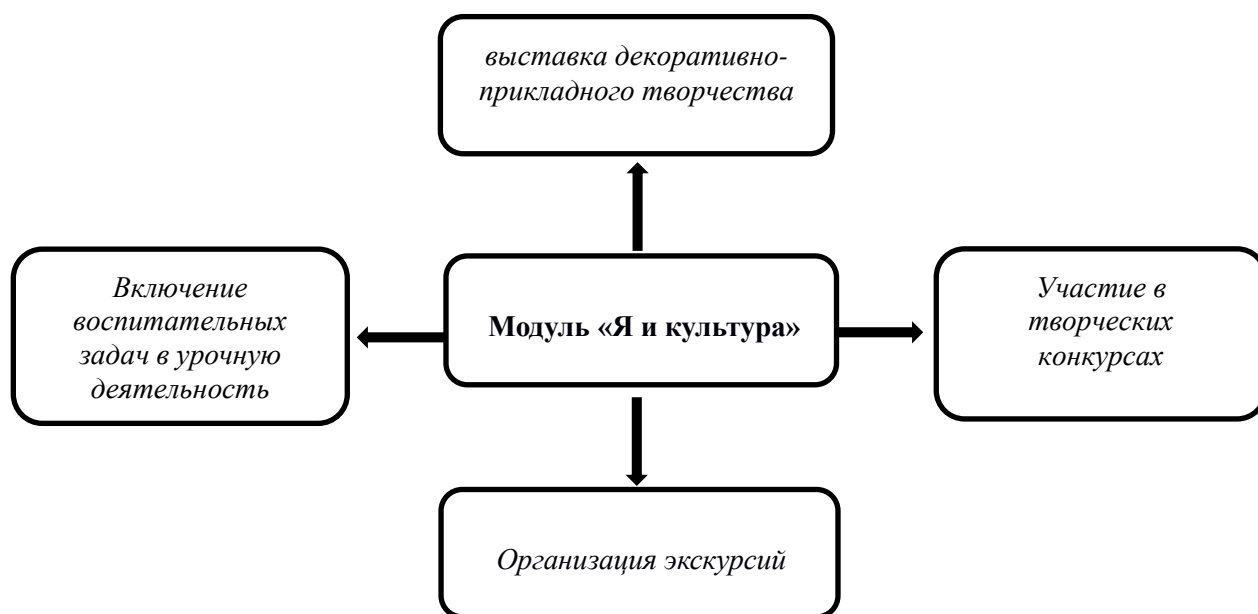 выставка декоративно-
прикладного творчества
Включение
воспитательных
задач в урочную
деятельность
Модуль «Я и культура»
Участие в
творческих
конкурсах
Организация экскурсий